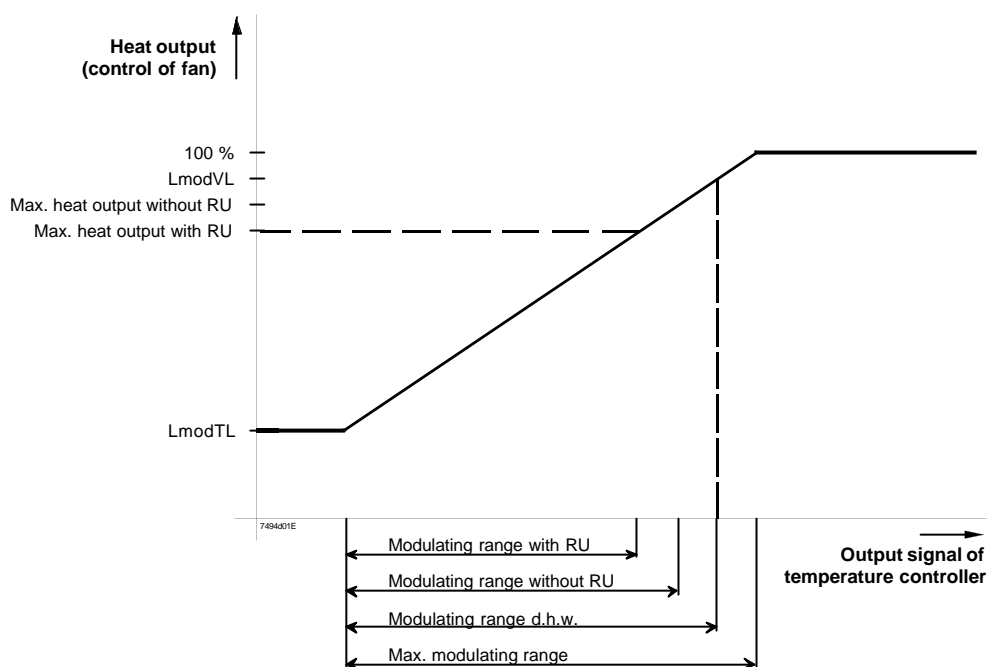 Heat output
(control of fan)
100 %
LmodVL
Max. heat output without RU
Max. heat output with RU
LmodTL
7494d01E
Modulating range with RU
Modulating range without RU
Modulating range d.h.w.
Max. modulating range
Output signal of
temperature controller